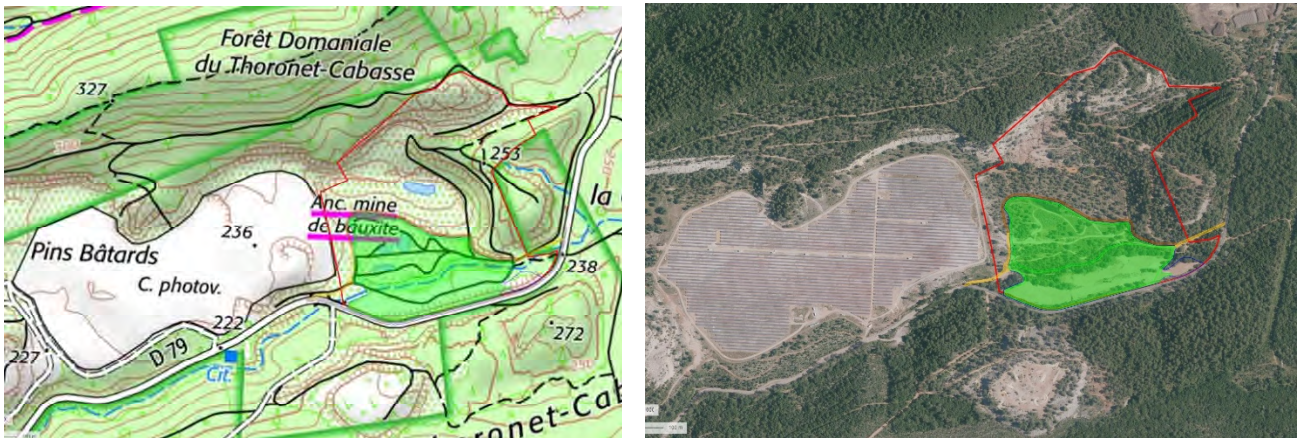 Forêt Domaniale
du Thoronet-Cabasse
327
253
Anc. mine
de bauxite
la
236
Pins Bâtards
C. photov.
238
222
272
227
D 79
Cit.
oronet-Cab